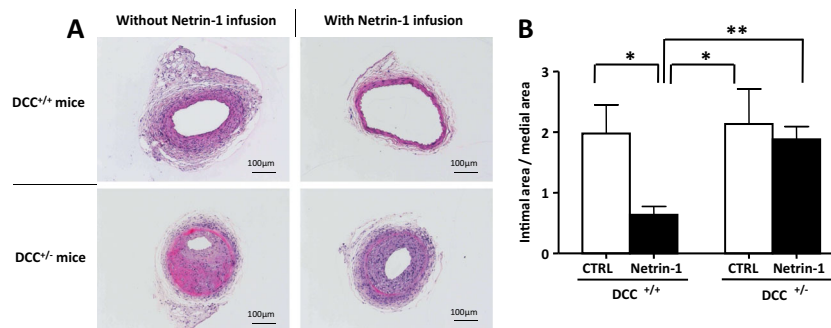 A
Without Netrin-1 infusion
With Netrin-1 infusion
DCC+/+ mice
100µm
100µm
DCC+/- mice
100µm
100µm
B
**
*
*
Intimal area / medial area
3
2
1
0
CTRL Netrin-1 CTRL Netrin-1
DCC +/+ DCC +/-